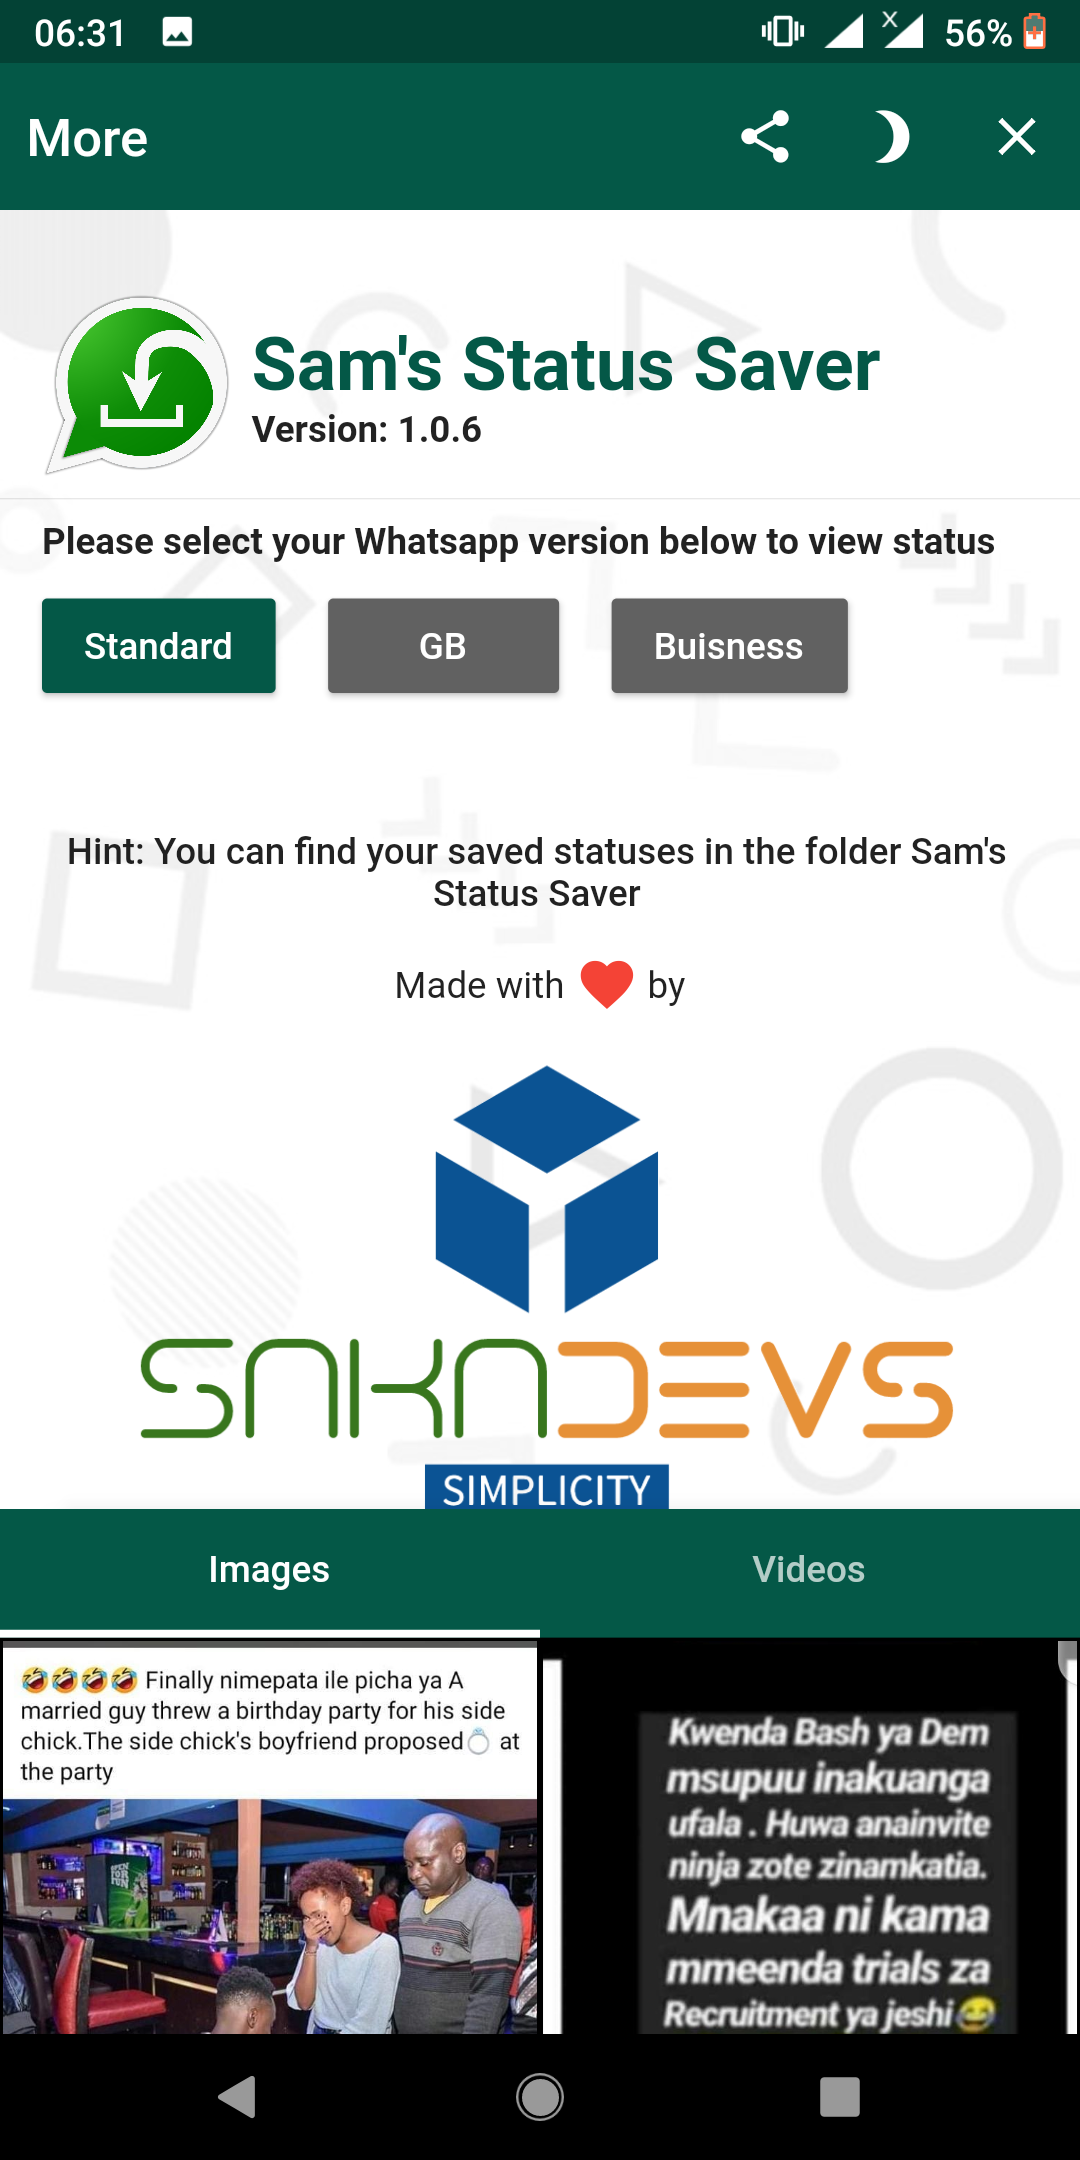 06:31
x
56%
More
Sam's Status Saver
Version: 1.0.6
Please select your Whatsapp version below to view status
Standard
GB
Buisness
Hint: You can find your saved statuses in the folder Sam's
Status Saver
Made with ❤ by
SNKNDEVS
SIMPLICITY
Images
Videos
🤣🤣🤣🤣 Finally nimepata ile picha ya A
married guy threw a birthday party for his side
chick.The side chick's boyfriend proposed💍 at
the party
OPEN
FOR
FUN
Kwenda Bash ya Dem
msupuu inakuanga
ufala . Huwa anainvite
ninja zote zinamkatia.
Mnakaa ni kama
mmeenda trials za
Recruitment ya jeshi😂